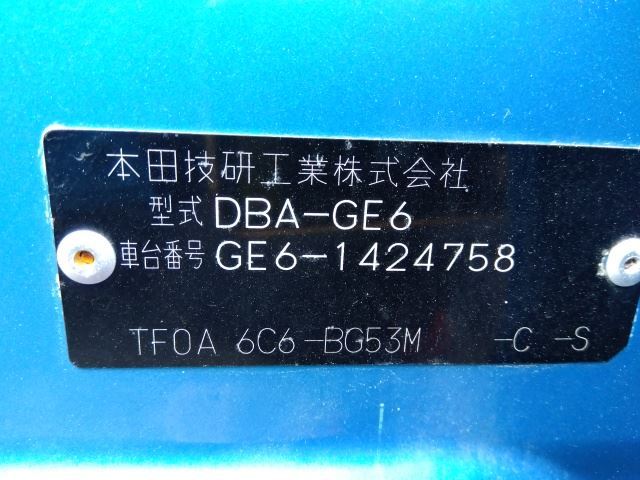 本田技研工業株式会社
型式 DBA-GE6
車台番号 GE6-1424758
TF0A 6C6-BG53M -C -S